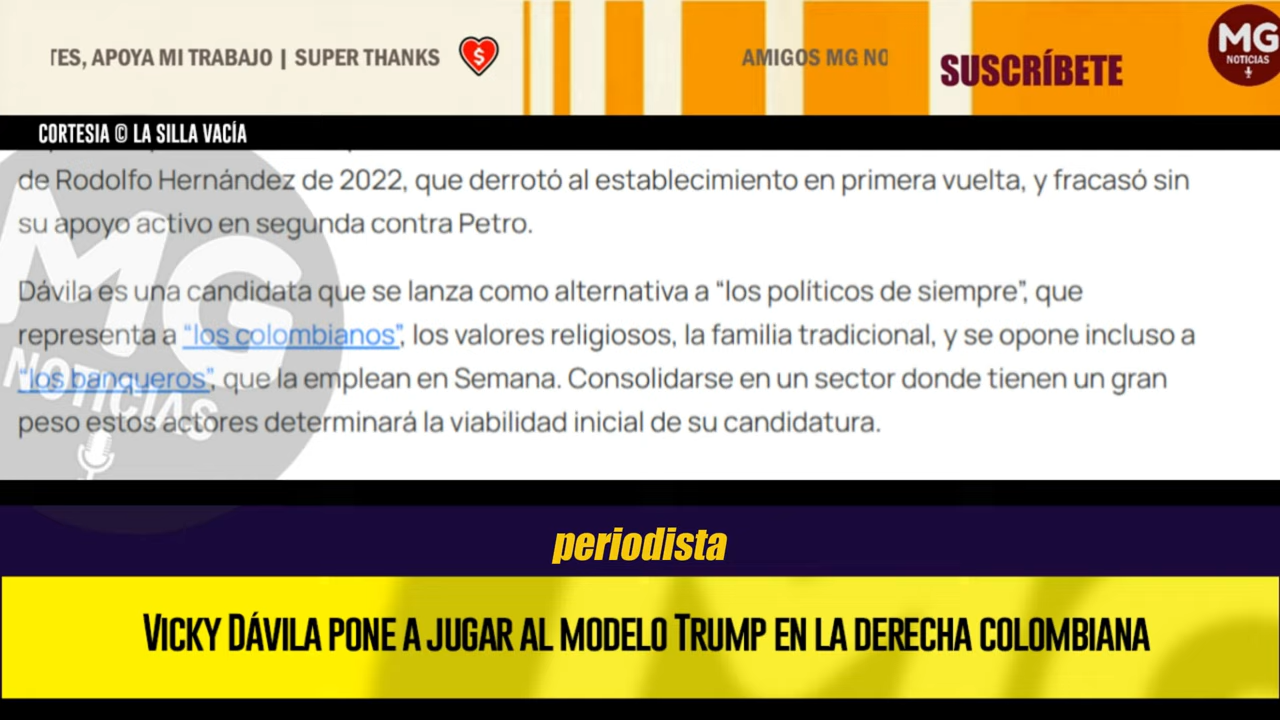 TES, APOYA MI TRABAJO | SUPER THANKS
AMIGOS MG NO
SUSCRÍBETE
MG
NOTICIAS
CORTESIA © LA SILLA VACÍA
de Rodolfo Hernández de 2022, que derrotó al establecimiento en primera vuelta, y fracasó sin
su apoyo activo en segunda contra Petro.
Dávila es una candidata que se lanza como alternativa a “los políticos de siempre”, que
representa a “los colombianos”, los valores religiosos, la familia tradicional, y se opone incluso a
“los banqueros”, que la emplean en Semana. Consolidarse en un sector donde tienen un gran
peso estos actores determinará la viabilidad inicial de su candidatura.
MG
NOTICIAS
periodista
VICKY DÁVILA PONE A JUGAR AL MODELO TRUMP EN LA DERECHA COLOMBIANA